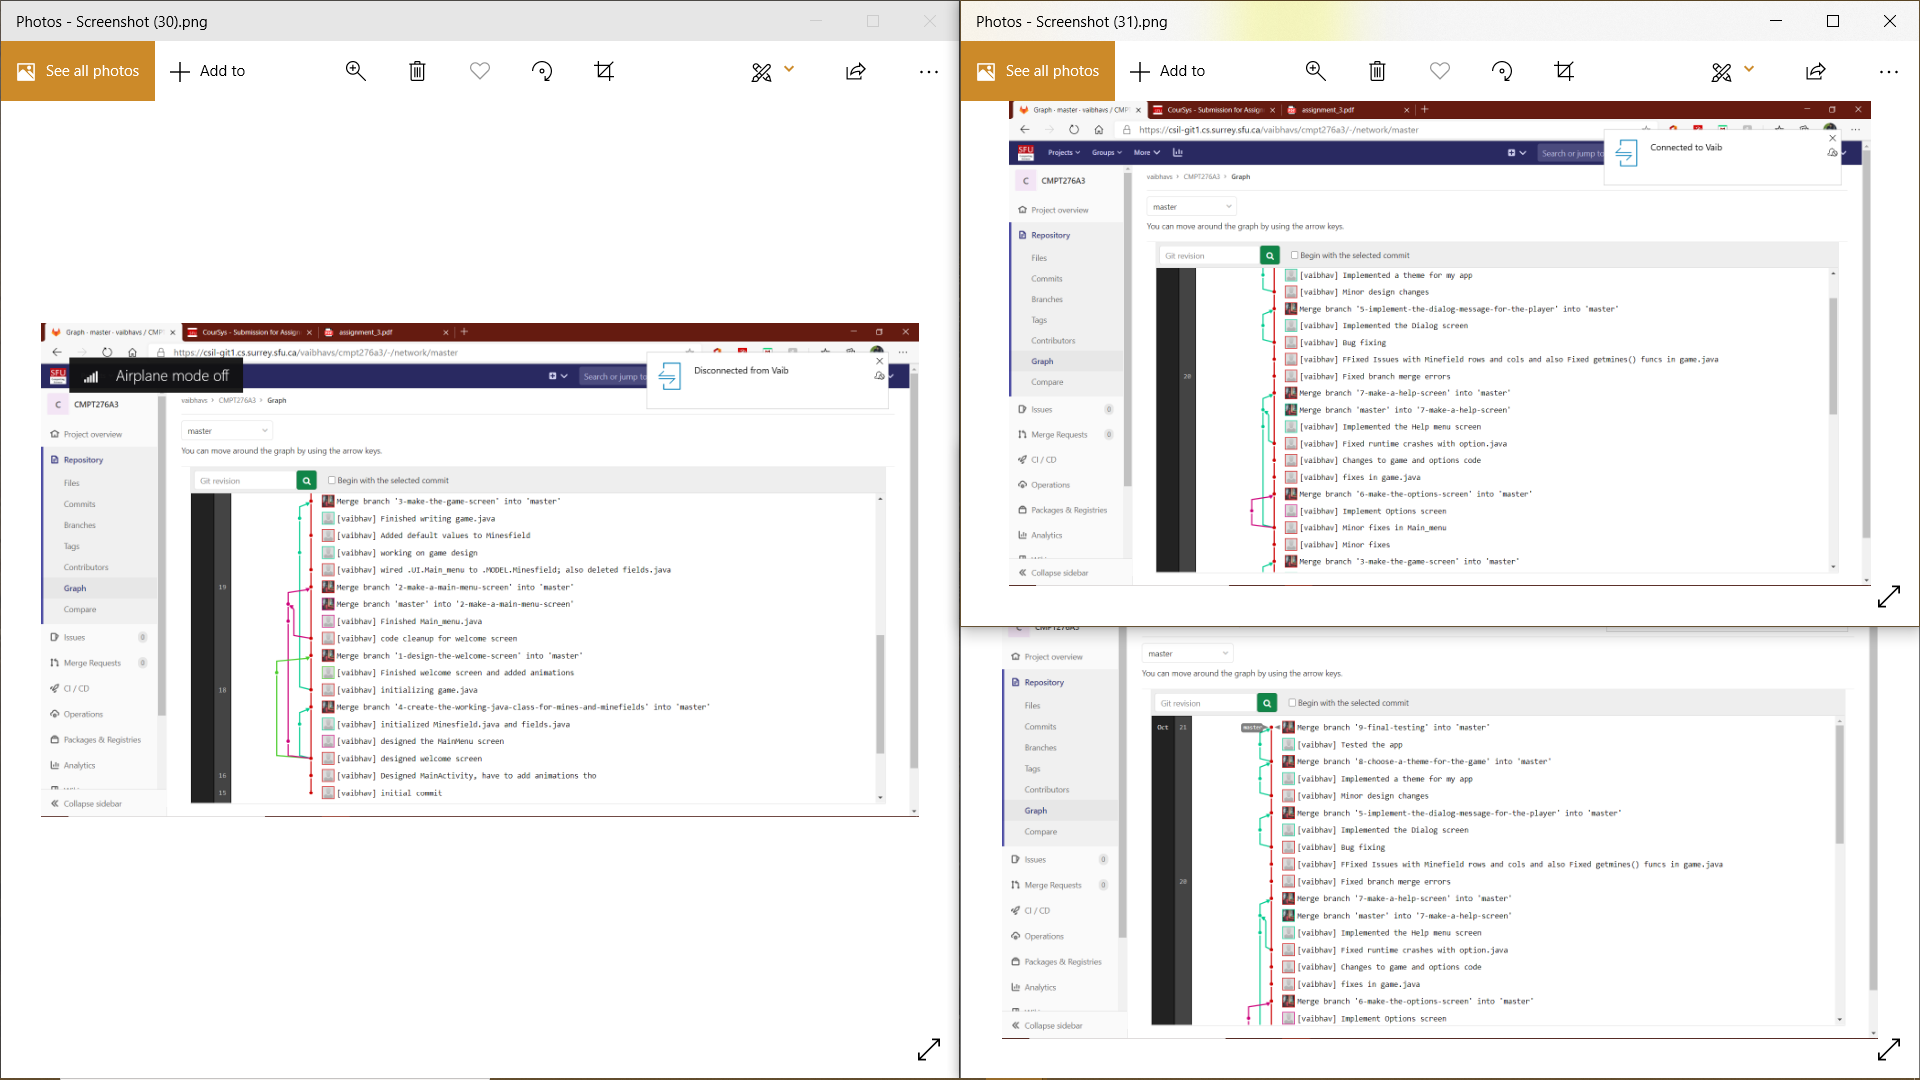 Photos - Screenshot (30).png
See all photos
Add to
Graph · master · vaibhavs / CMPT
CourSys - Submission for Assign
assignment_3.pdf
https://csil-git1.cs.surrey.sfu.ca/vaibhavs/cmpt276a3/-/network/master
SFU
Airplane mode off
Search or jump to
Disconnected from Vaib
C CMPT276A3
vaibhavs > CMPT276A3 > Graph
Project overview
Repository
Files
Commits
Branches
Tags
Contributors
Graph
Compare
Issues 0
Merge Requests 0
CI / CD
Operations
Packages & Registries
Analytics
Collapse sidebar
master
You can move around the graph by using the arrow keys.
Git revision
Begin with the selected commit
Merge branch '3-make-the-game-screen' into 'master'
[vaibhav] Finished writing game.java
[vaibhav] Added default values to Minesfield
[vaibhav] working on game design
[vaibhav] wired .UI.Main_menu to .MODEL.Minesfield; also deleted fields.java
19 Merge branch '2-make-a-main-menu-screen' into 'master'
Merge branch 'master' into '2-make-a-main-menu-screen'
[vaibhav] Finished Main_menu.java
[vaibhav] code cleanup for welcome screen
Merge branch '1-design-the-welcome-screen' into 'master'
[vaibhav] Finished welcome screen and added animations
18 [vaibhav] initializing game.java
Merge branch '4-create-the-working-java-class-for-mines-and-minefields' into 'master'
[vaibhav] initialized Minesfield.java and fields.java
[vaibhav] designed the MainMenu screen
[vaibhav] designed welcome screen
16 [vaibhav] Designed MainActivity, have to add animations tho
15 [vaibhav] initial commit
Photos - Screenshot (31).png
See all photos
Add to
Graph · master · vaibhavs / CMPT
CourSys - Submission for Assign
assignment_3.pdf
https://csil-git1.cs.surrey.sfu.ca/vaibhavs/cmpt276a3/-/network/master
SFU
Projects
Groups
More
Search or jump to
Connected to Vaib
C CMPT276A3
vaibhavs > CMPT276A3 > Graph
Project overview
Repository
Files
Commits
Branches
Tags
Contributors
Graph
Compare
Issues 0
Merge Requests 0
CI / CD
Operations
Packages & Registries
Analytics
Collapse sidebar
master
You can move around the graph by using the arrow keys.
Git revision
Begin with the selected commit
[vaibhav] Implemented a theme for my app
[vaibhav] Minor design changes
Merge branch '5-implement-the-dialog-message-for-the-player' into 'master'
[vaibhav] Implemented the Dialog screen
[vaibhav] Bug fixing
[vaibhav] FFixed Issues with Minefield rows and cols and also Fixed getmines() funcs in game.java
20 [vaibhav] Fixed branch merge errors
Merge branch '7-make-a-help-screen' into 'master'
Merge branch 'master' into '7-make-a-help-screen'
[vaibhav] Implemented the Help menu screen
[vaibhav] Fixed runtime crashes with option.java
[vaibhav] Changes to game and options code
[vaibhav] fixes in game.java
Merge branch '6-make-the-options-screen' into 'master'
[vaibhav] Implement Options screen
[vaibhav] Minor fixes in Main_menu
[vaibhav] Minor fixes
Merge branch '3-make-the-game-screen' into 'master'
C CMPT276A3
Project overview
Repository
Files
Commits
Branches
Tags
Contributors
Graph
Compare
Issues 0
Merge Requests 0
CI / CD
Operations
Packages & Registries
Analytics
Collapse sidebar
master
You can move around the graph by using the arrow keys.
Git revision
Begin with the selected commit
Oct 21 master Merge branch '9-final-testing' into 'master'
[vaibhav] Tested the app
Merge branch '8-choose-a-theme-for-the-game' into 'master'
[vaibhav] Implemented a theme for my app
[vaibhav] Minor design changes
Merge branch '5-implement-the-dialog-message-for-the-player' into 'master'
[vaibhav] Implemented the Dialog screen
[vaibhav] Bug fixing
[vaibhav] FFixed Issues with Minefield rows and cols and also Fixed getmines() funcs in game.java
20 [vaibhav] Fixed branch merge errors
Merge branch '7-make-a-help-screen' into 'master'
Merge branch 'master' into '7-make-a-help-screen'
[vaibhav] Implemented the Help menu screen
[vaibhav] Fixed runtime crashes with option.java
[vaibhav] Changes to game and options code
[vaibhav] fixes in game.java
Merge branch '6-make-the-options-screen' into 'master'
[vaibhav] Implement Options screen